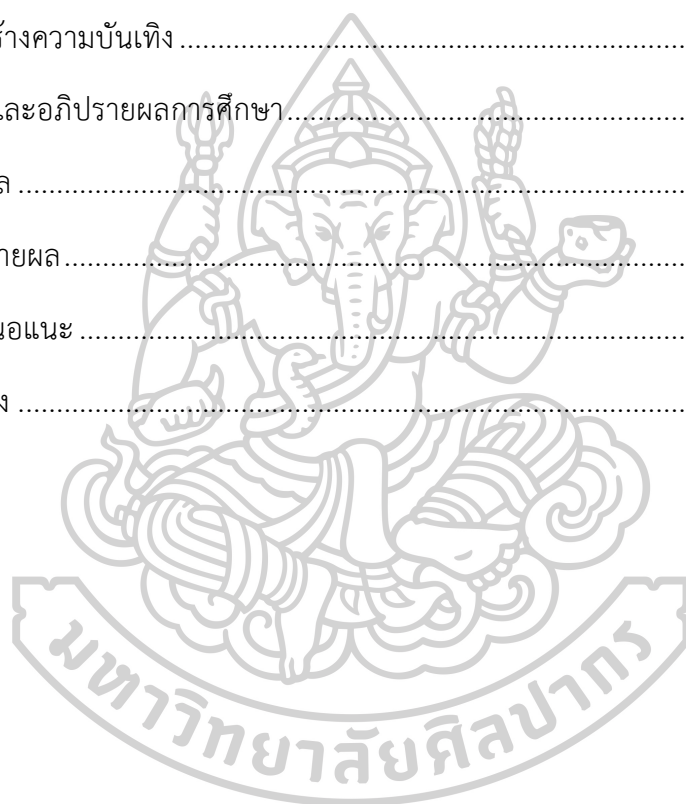 ร้างความบันเทิง ........................................................................
และอภิปรายผลการศึกษา ........................................................
ล ........................................................................................
ายผล ...................................................................................
นอแนะ ................................................................................
ง ........................................................................................
มหาวิทยาลัยศิลปากร